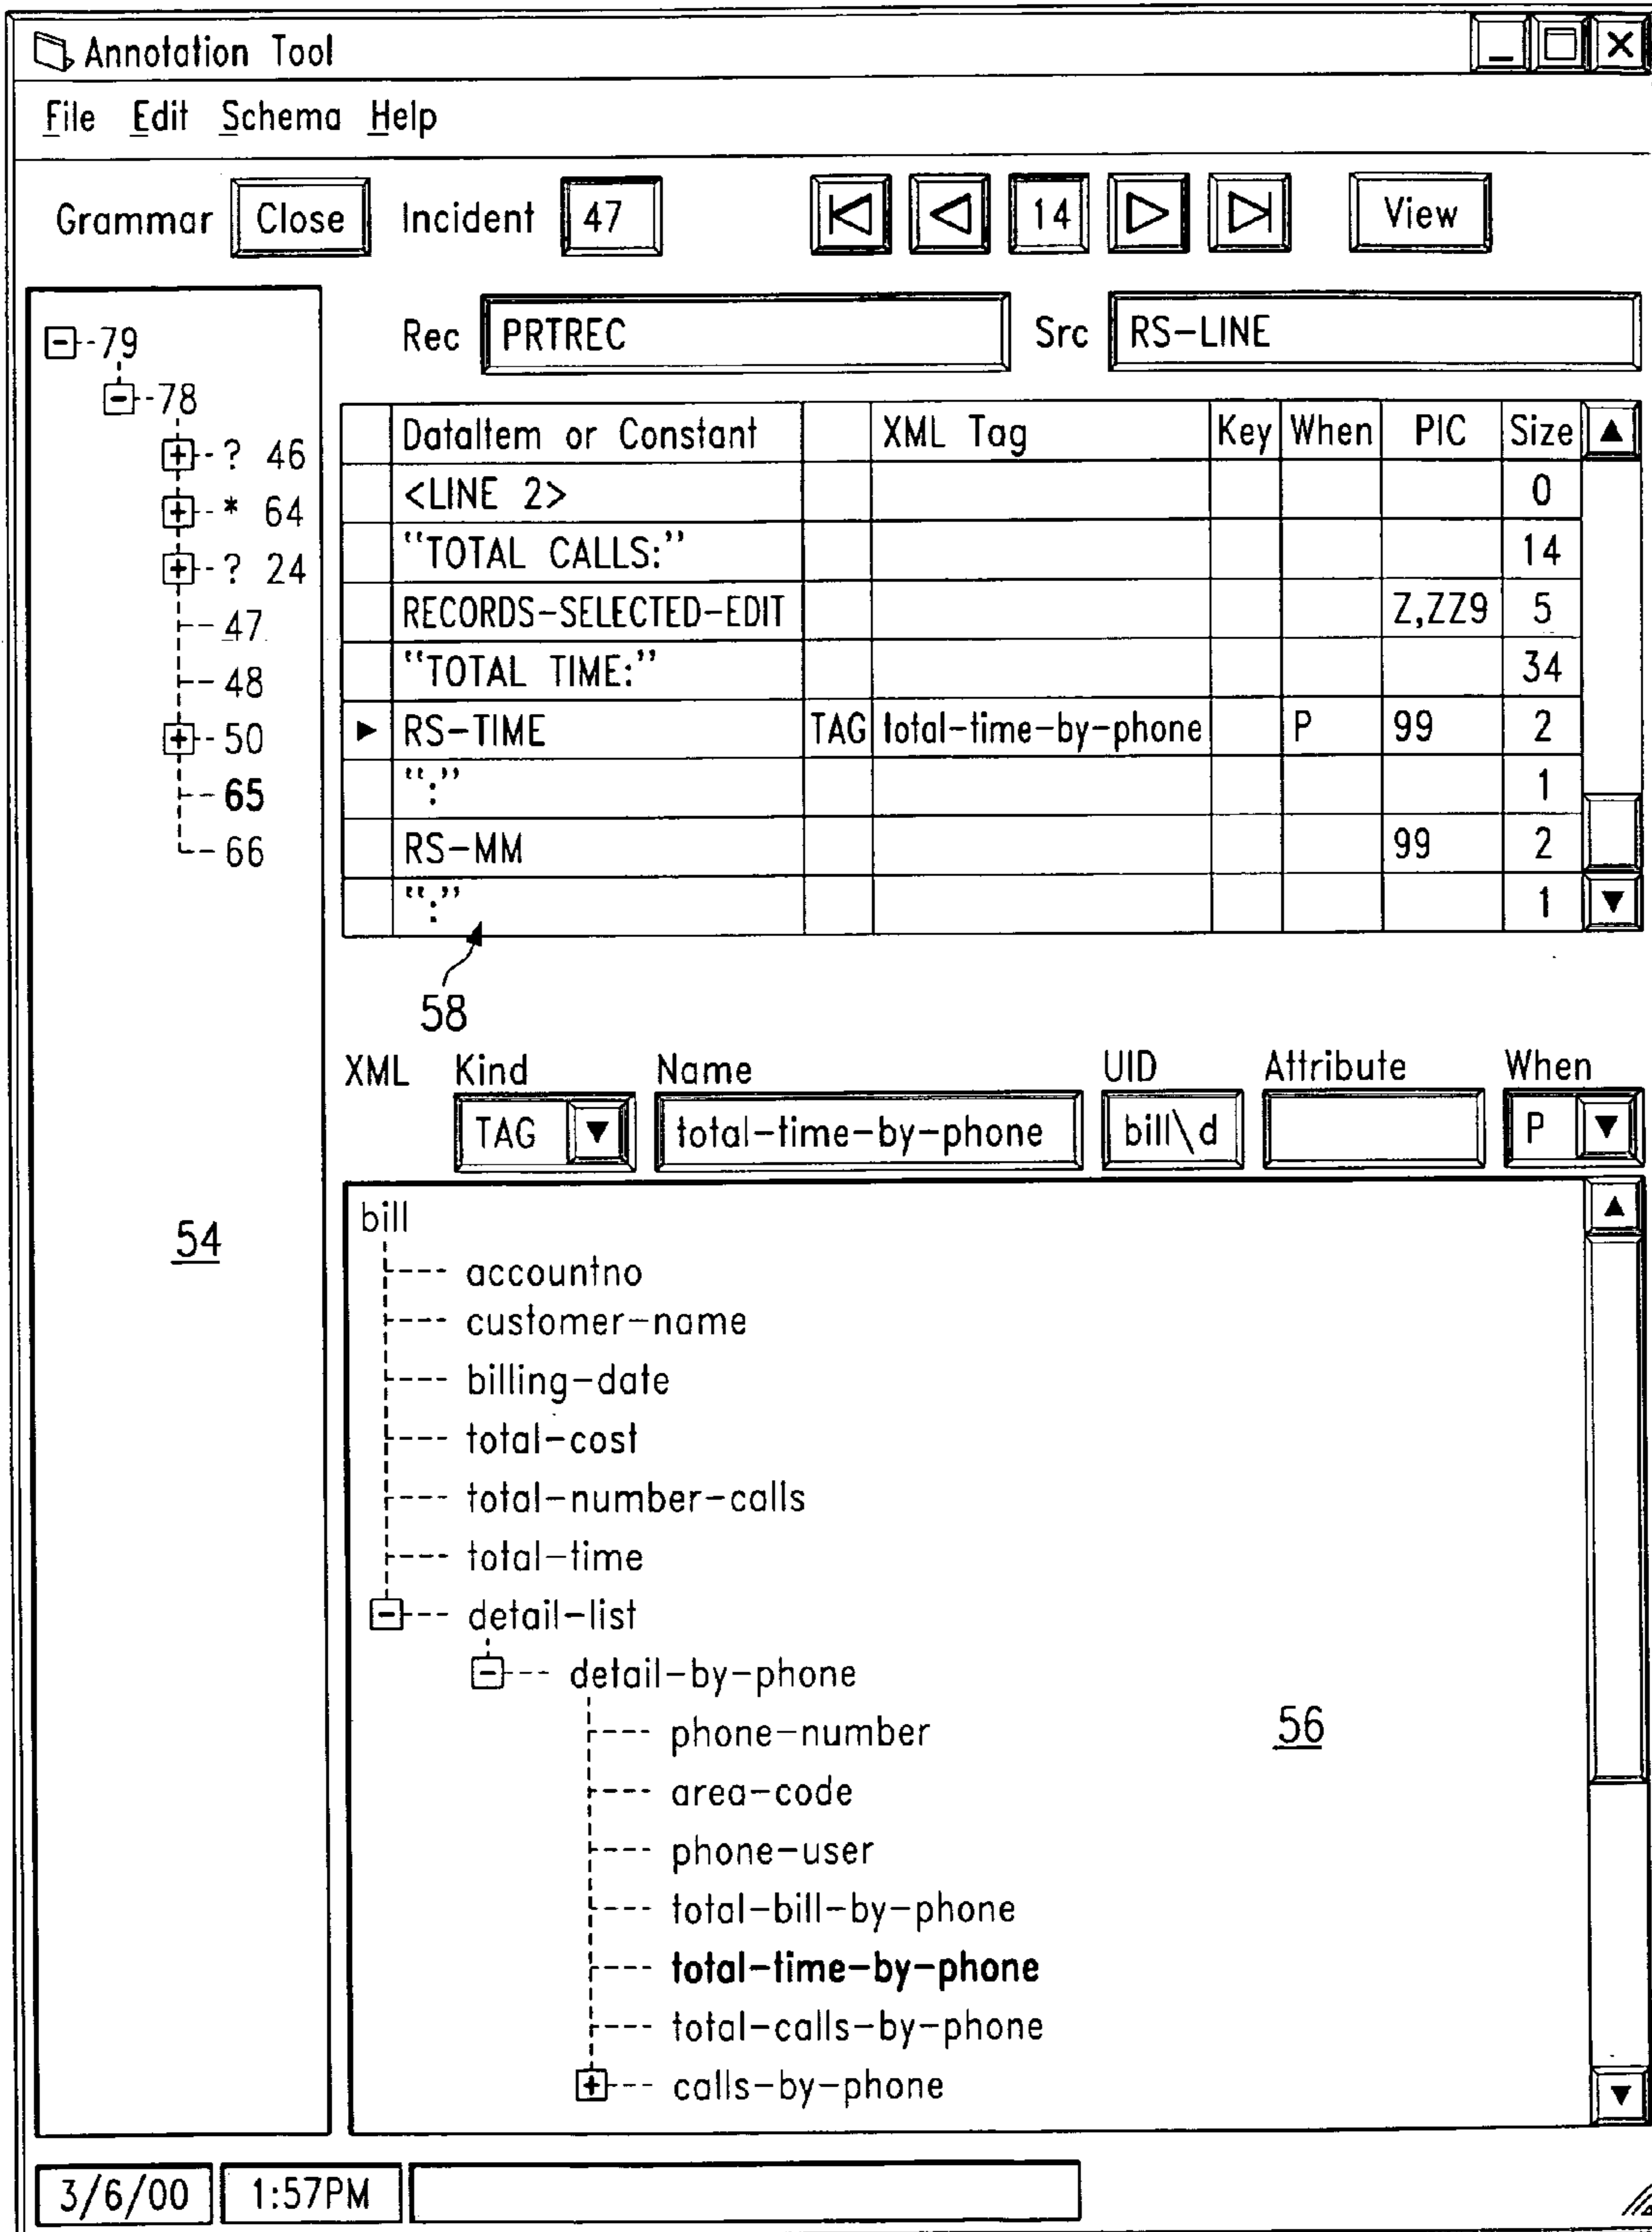 Annotation Tool
File Edit Schema Help
Grammar Close Incident 47 14 View
Rec PRTREC Src RS-LINE
79
78
? 46
* 64
? 24
47
48
50
65
66
54
DataItem or Constant XML Tag Key When PIC Size
<LINE 2> 0
"TOTAL CALLS:" 14
RECORDS-SELECTED-EDIT Z,ZZ9 5
"TOTAL TIME:" 34
RS-TIME TAG total-time-by-phone P 99 2
":" 1
RS-MM 99 2
":" 1
58
XML Kind Name UID Attribute When
TAG total-time-by-phone bill\d P
bill
accountno
customer-name
billing-date
total-cost
total-number-calls
total-time
detail-list
detail-by-phone
phone-number
area-code
phone-user
total-bill-by-phone
total-time-by-phone
total-calls-by-phone
calls-by-phone
56
3/6/00 1:57PM